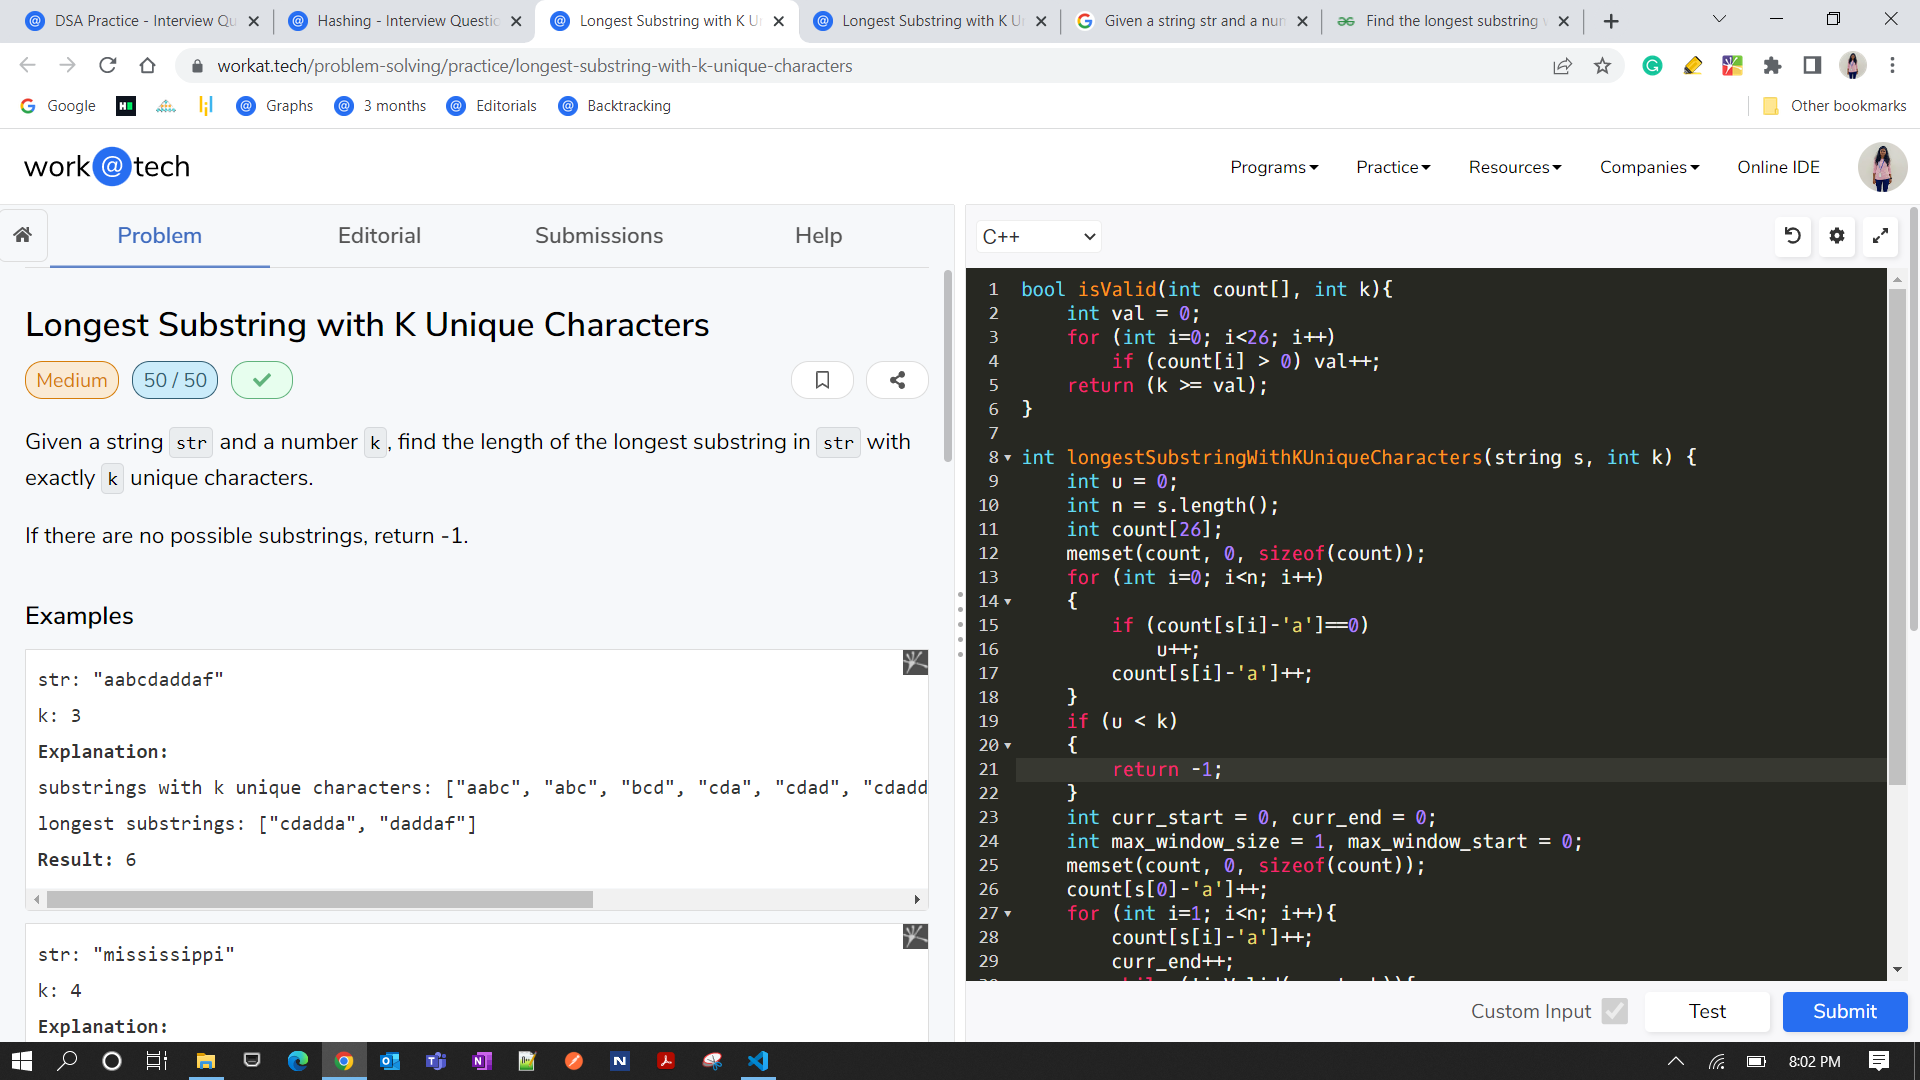 DSA Practice - Interview Qu
Hashing - Interview Questio
Longest Substring with K Un
Longest Substring with K Un
Given a string str and a num
Find the longest substring w
workat.tech/problem-solving/practice/longest-substring-with-k-unique-characters
Google
Graphs
3 months
Editorials
Backtracking
Other bookmarks
work@tech
Programs
Practice
Resources
Companies
Online IDE
Problem
Editorial
Submissions
Help
Longest Substring with K Unique Characters
Medium
50 / 50
Given a string str and a number k, find the length of the longest substring in str with
exactly k unique characters.
If there are no possible substrings, return -1.
Examples
str: "aabcdaddaf"
k: 3
Explanation:
substrings with k unique characters: ["aabc", "abc", "bcd", "cda", "cdad", "cdadd
longest substrings: ["cdadda", "daddaf"]
Result: 6
str: "mississippi"
k: 4
Explanation:
C++
1 bool isValid(int count[], int k){
2 int val = 0;
3 for (int i=0; i<26; i++)
4 if (count[i] > 0) val++;
5 return (k >= val);
6 }
7
8 int longestSubstringWithKUniqueCharacters(string s, int k) {
9 int u = 0;
10 int n = s.length();
11 int count[26];
12 memset(count, 0, sizeof(count));
13 for (int i=0; i<n; i++)
14 {
15 if (count[s[i]-'a']==0)
16 u++;
17 count[s[i]-'a']++;
18 }
19 if (u < k)
20 {
21 return -1;
22 }
23 int curr_start = 0, curr_end = 0;
24 int max_window_size = 1, max_window_start = 0;
25 memset(count, 0, sizeof(count));
26 count[s[0]-'a']++;
27 for (int i=1; i<n; i++){
28 count[s[i]-'a']++;
29 curr_end++;
Custom Input
Test
Submit
8:02 PM